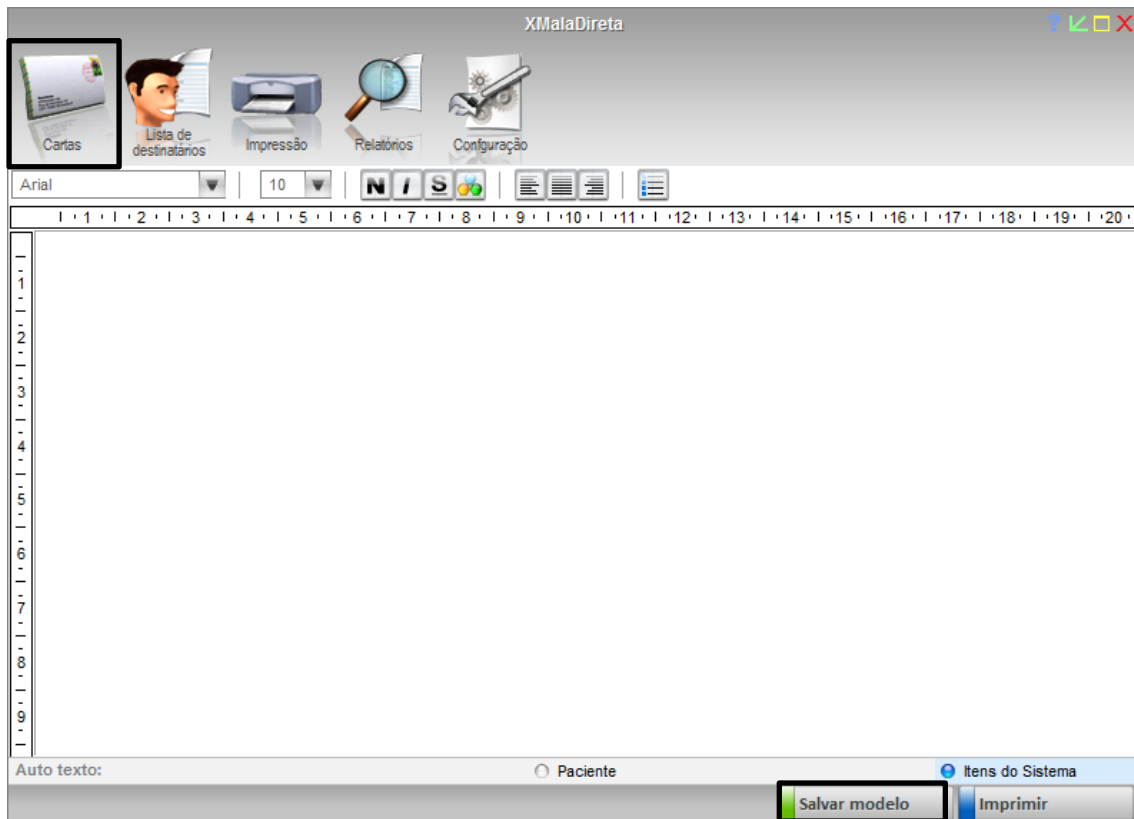 XMalaDireta
? 
Cartas
Lista de
destinatários
Impressão
Relatórios
Confguração
Arial
10
N I S
1 2 3 4 5 6 7 8 9 10 11 12 13 14 15 16 17 18 19 20
1
2
3
4
5
6
7
8
9
Auto texto:
Paciente
Itens do Sistema
Salvar modelo
Imprimir